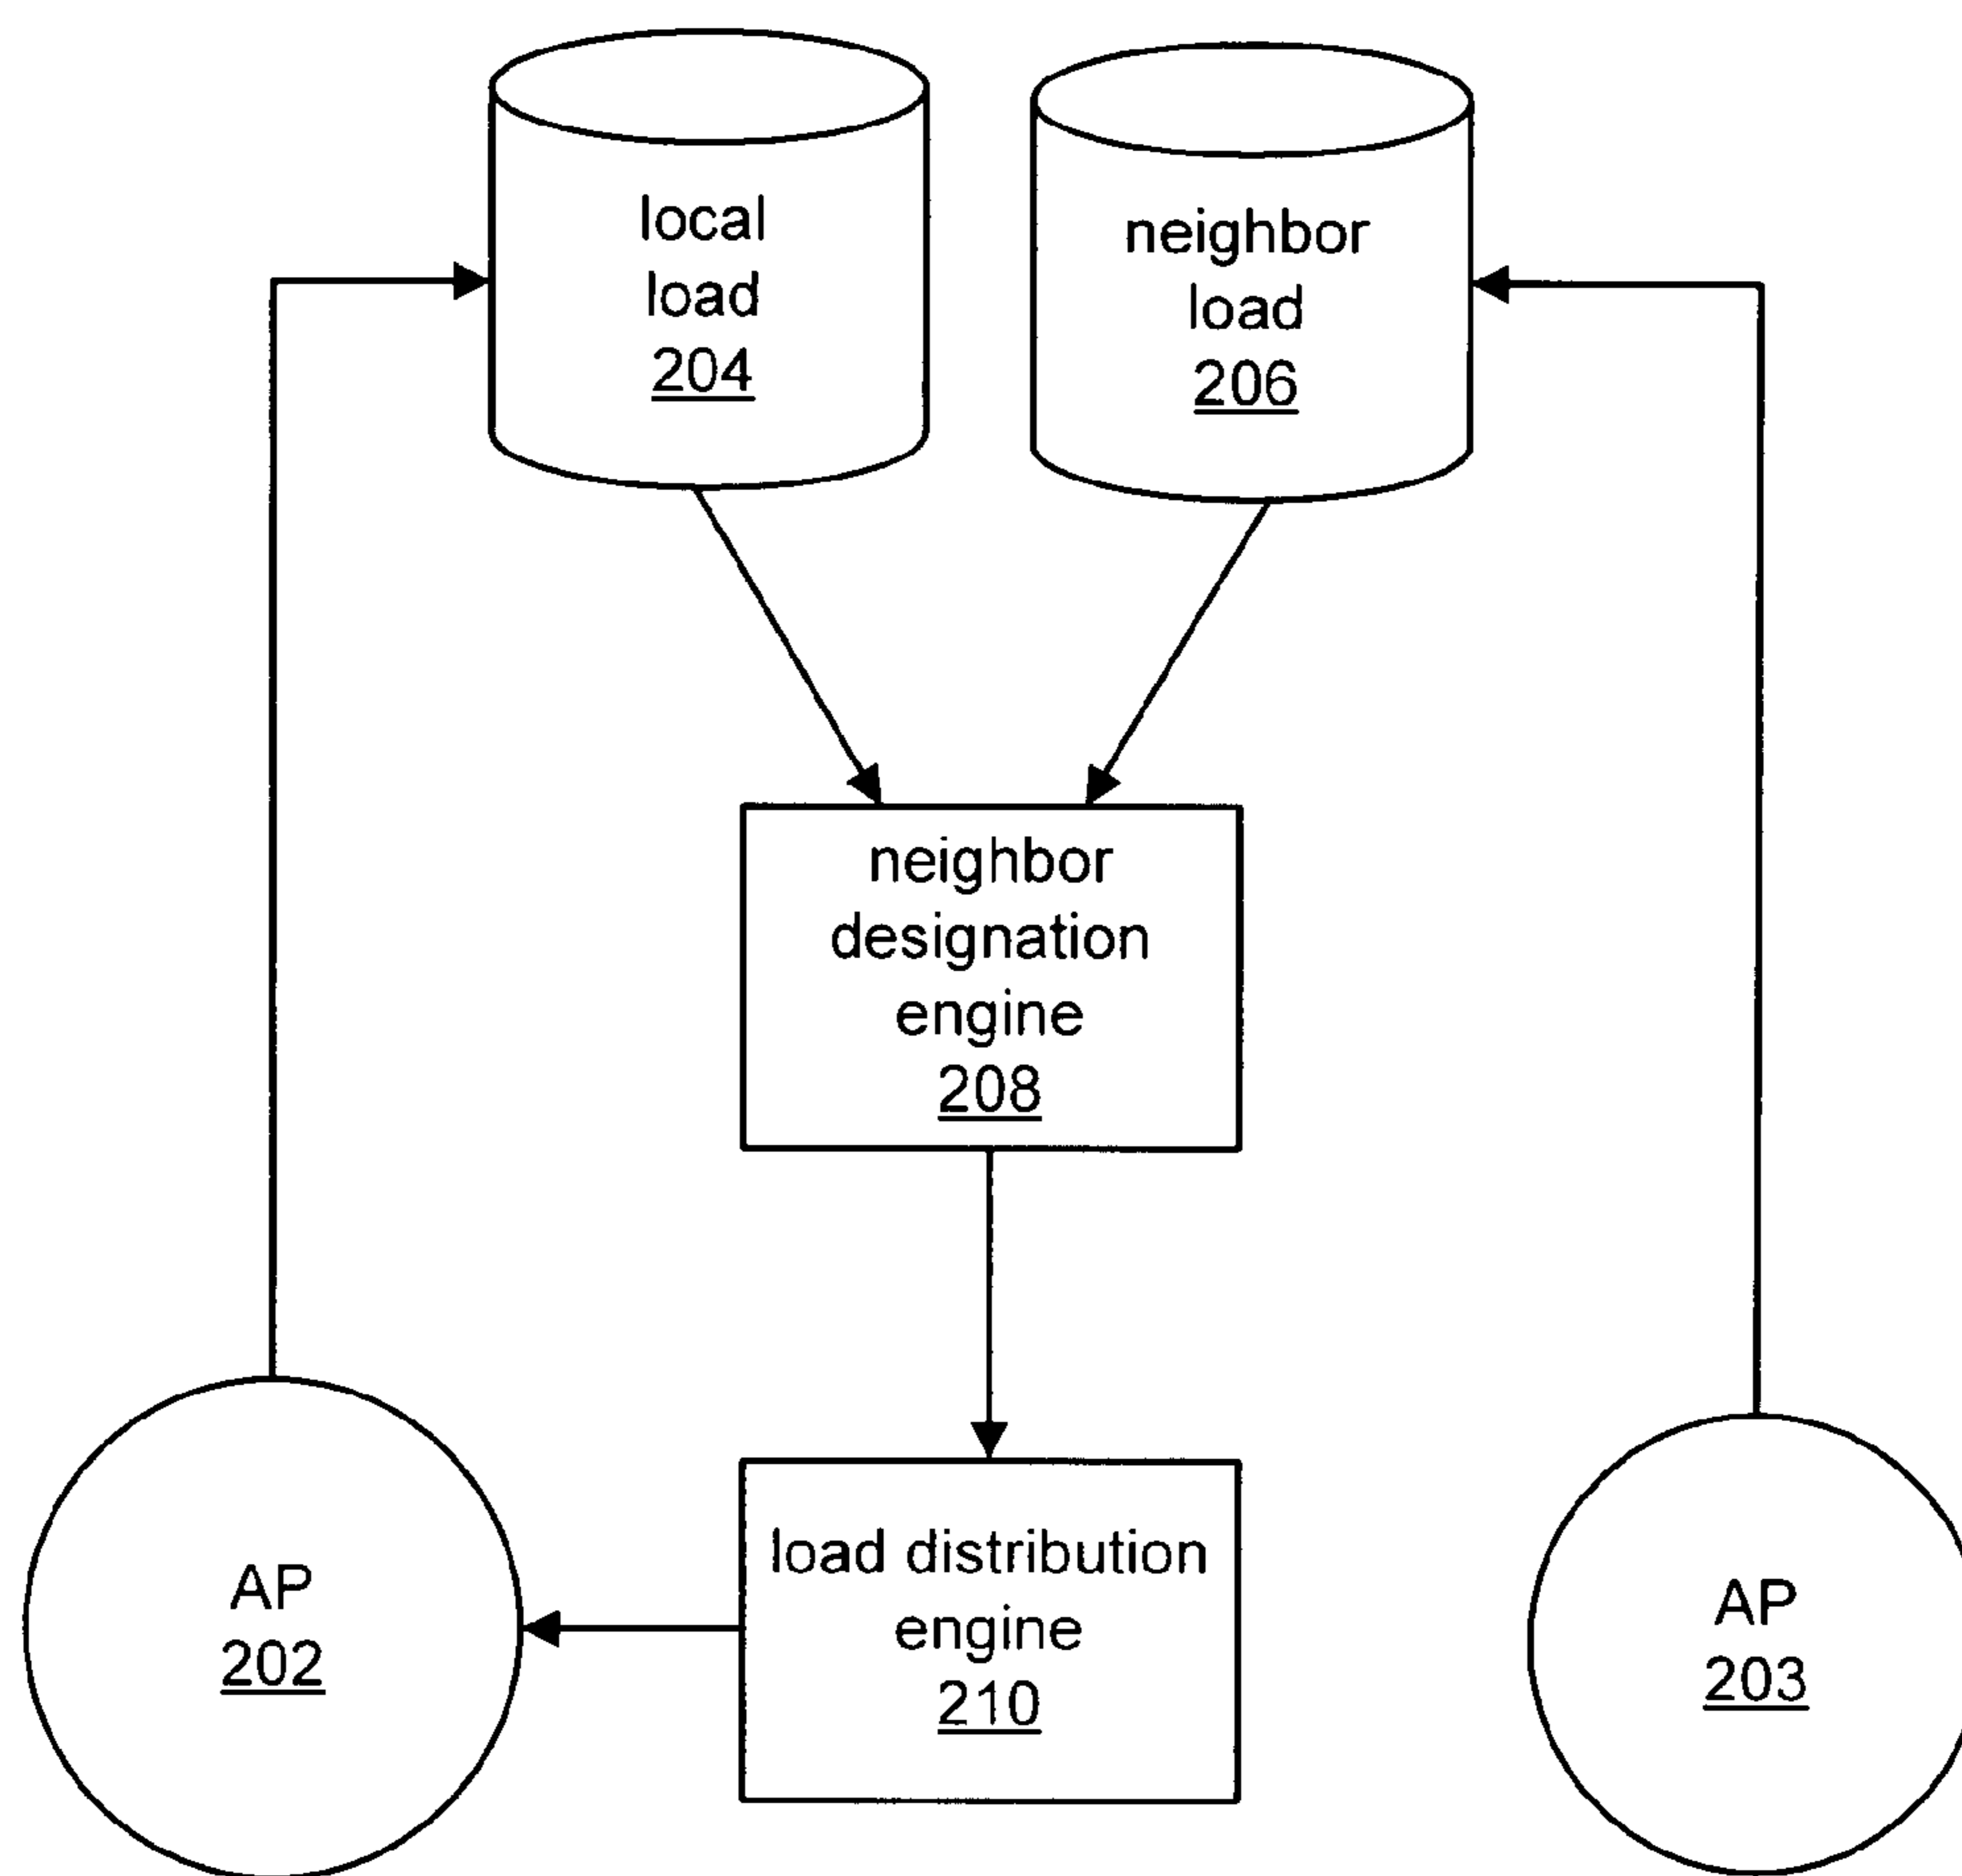 local
load
204
neighbor
load
206
neighbor
designation
engine
208
load distribution
engine
210
AP
202
AP
203